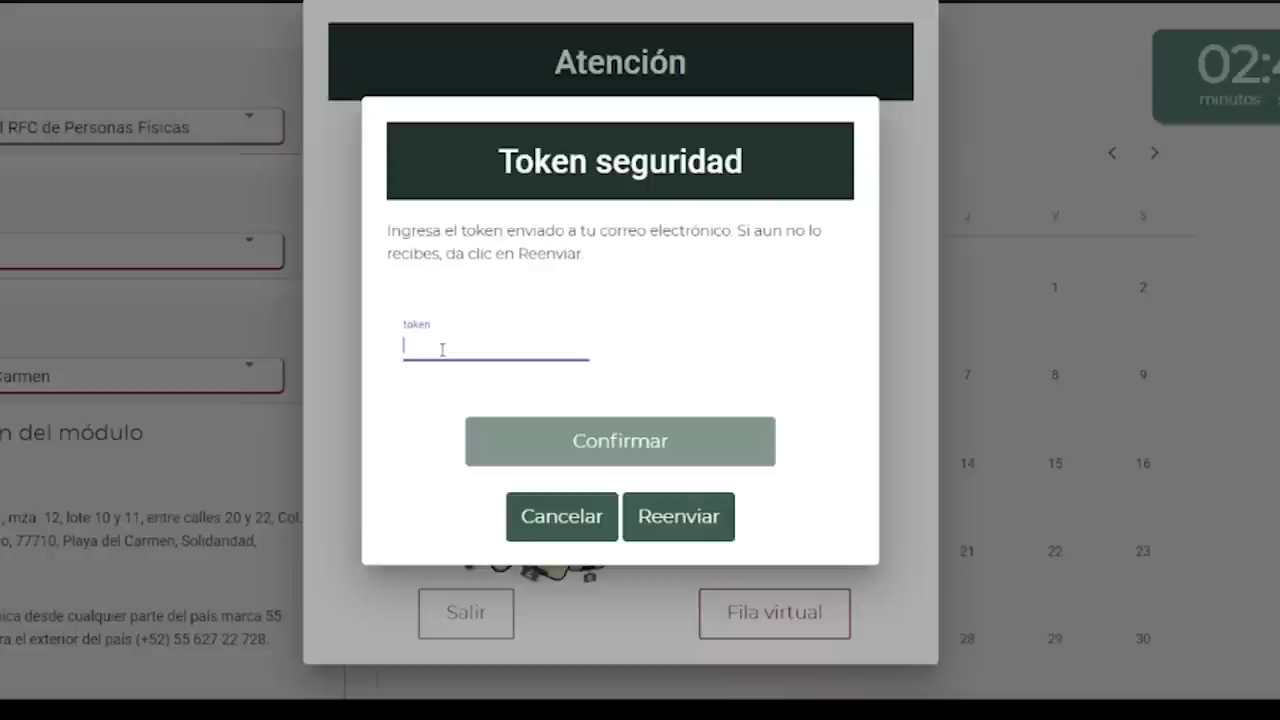 Atención
Token seguridad
Ingresa el token enviado a tu correo electrónico. Si aun no lo
recibes, da clic en Reenviar.
token
Confirmar
Cancelar
Reenviar
Salir
Fila virtual
l RFC de Personas Físicas
Carmen
n del módulo
, mza. 12, lote 10 y 11, entre calles 20 y 22, Col.
o, 77710, Playa del Carmen, Solidaridad,
ica desde cualquier parte del país marca 55
ra el exterior del país (+52) 55 627 22 728.
02:
minutos
< >
J V S
1 2
7 8 9
14 15 16
21 22 23
28 29 30